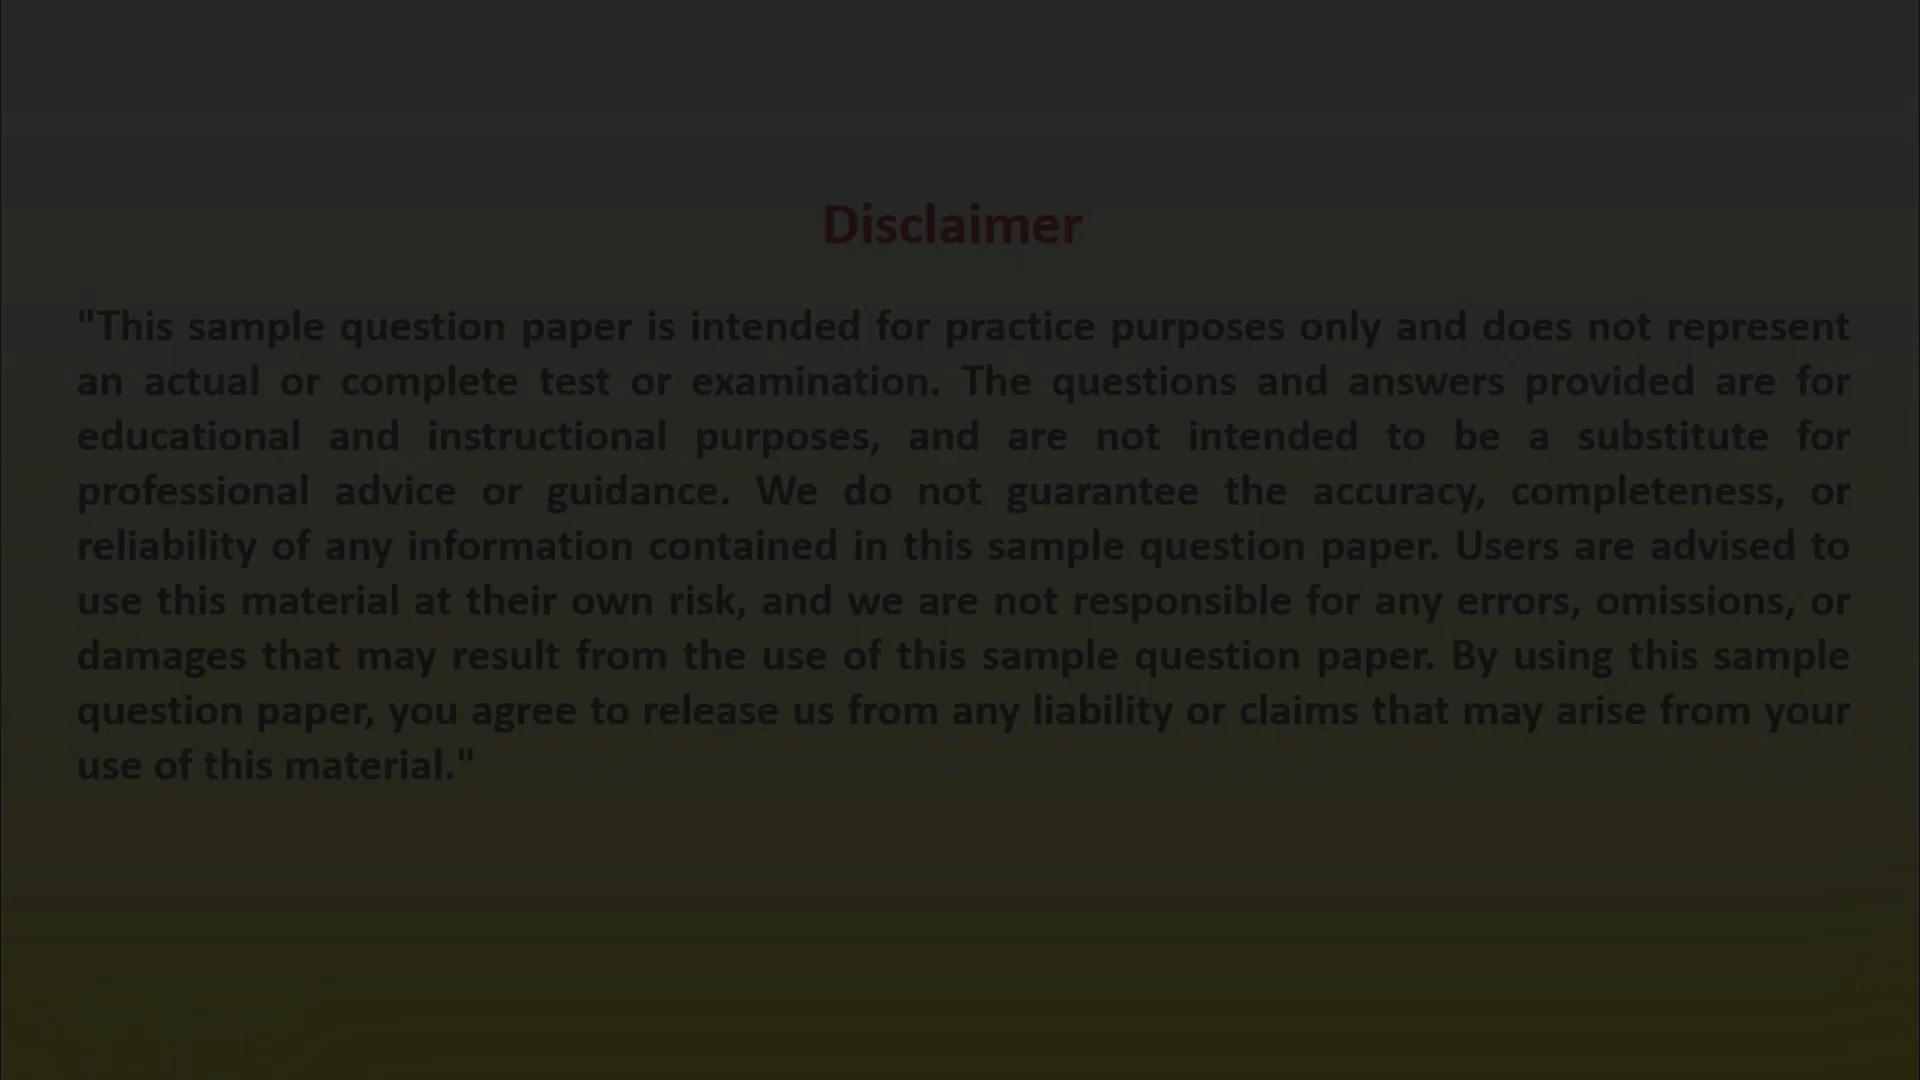 Disclaimer
"This sample question paper is intended for practice purposes only and does not represent
an actual or complete test or examination. The questions and answers provided are for
educational and instructional purposes, and are not intended to be a substitute for
professional advice or guidance. We do not guarantee the accuracy, completeness, or
reliability of any information contained in this sample question paper. Users are advised to
use this material at their own risk, and we are not responsible for any errors, omissions, or
damages that may result from the use of this sample question paper. By using this sample
question paper, you agree to release us from any liability or claims that may arise from your
use of this material."